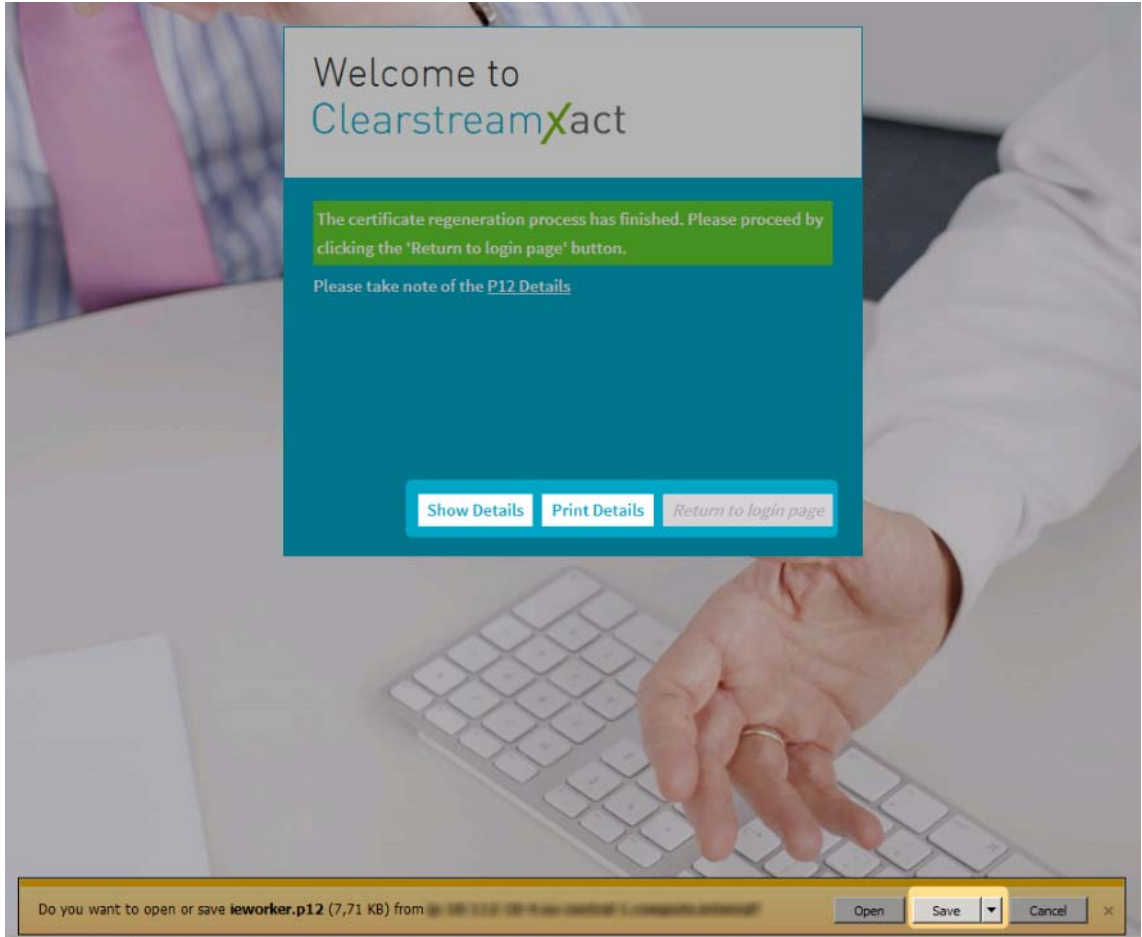 Welcome to
ClearstreamXact
The certificate regeneration process has finished. Please proceed by
clicking the 'Return to login page' button.
Please take note of the P12 Details
Show Details Print Details Return to login page
Do you want to open or save ieworker.p12 (7,71 KB) from
Open Save Cancel ×